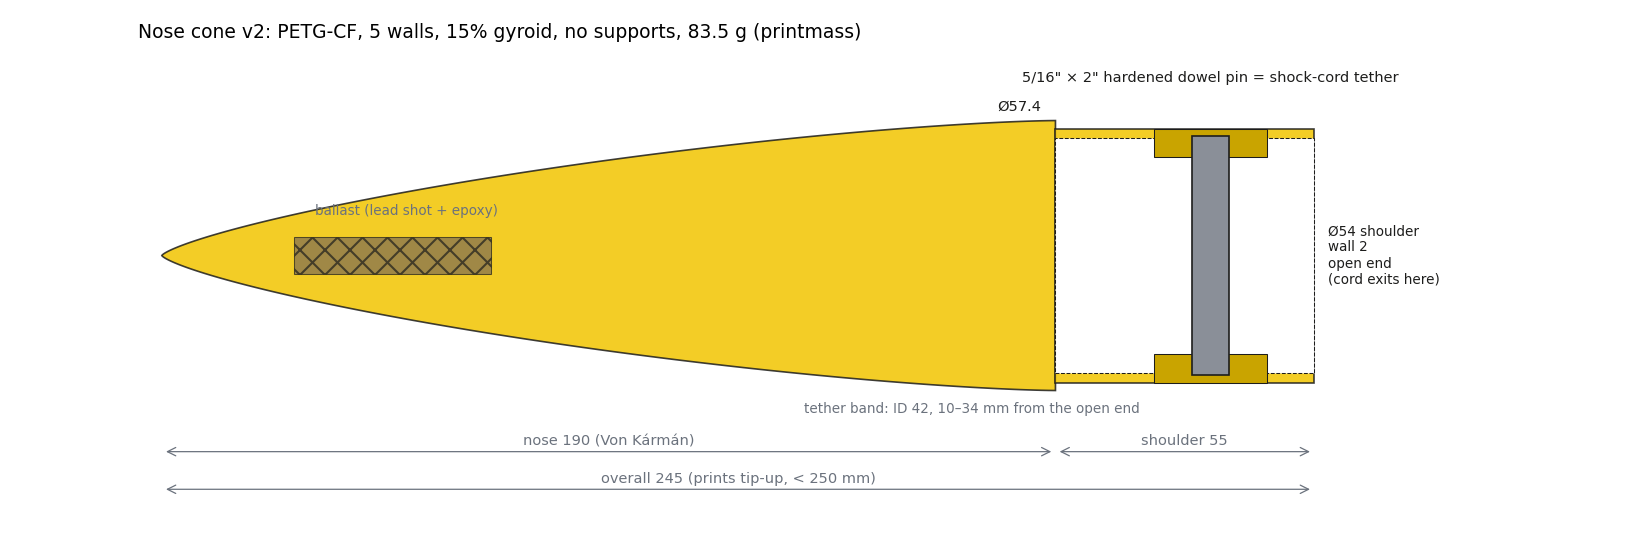 Nose cone v2: PETG-CF, 5 walls, 15% gyroid, no supports, 83.5 g (printmass)
5/16" × 2" hardened dowel pin = shock-cord tether
Ø57.4
ballast (lead shot + epoxy)
Ø54 shoulder
wall 2
open end
(cord exits here)
tether band: ID 42, 10–34 mm from the open end
nose 190 (Von Kármán)
shoulder 55
overall 245 (prints tip-up, < 250 mm)